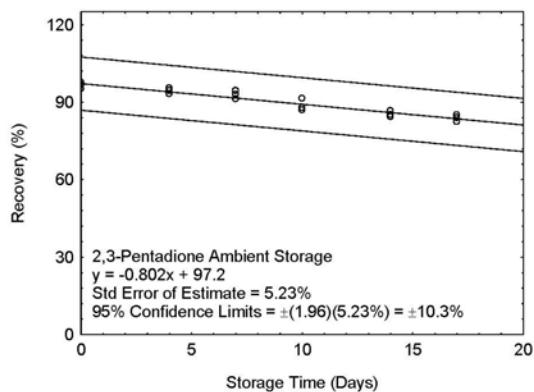 120
90
60
30
0
Recovery (%)
2,3-Pentadione Ambient Storage
y = -0.802x + 97.2
Std Error of Estimate = 5.23%
95% Confidence Limits = ±(1.96)(5.23%) = ±10.3%
0 5 10 15 20
Storage Time (Days)